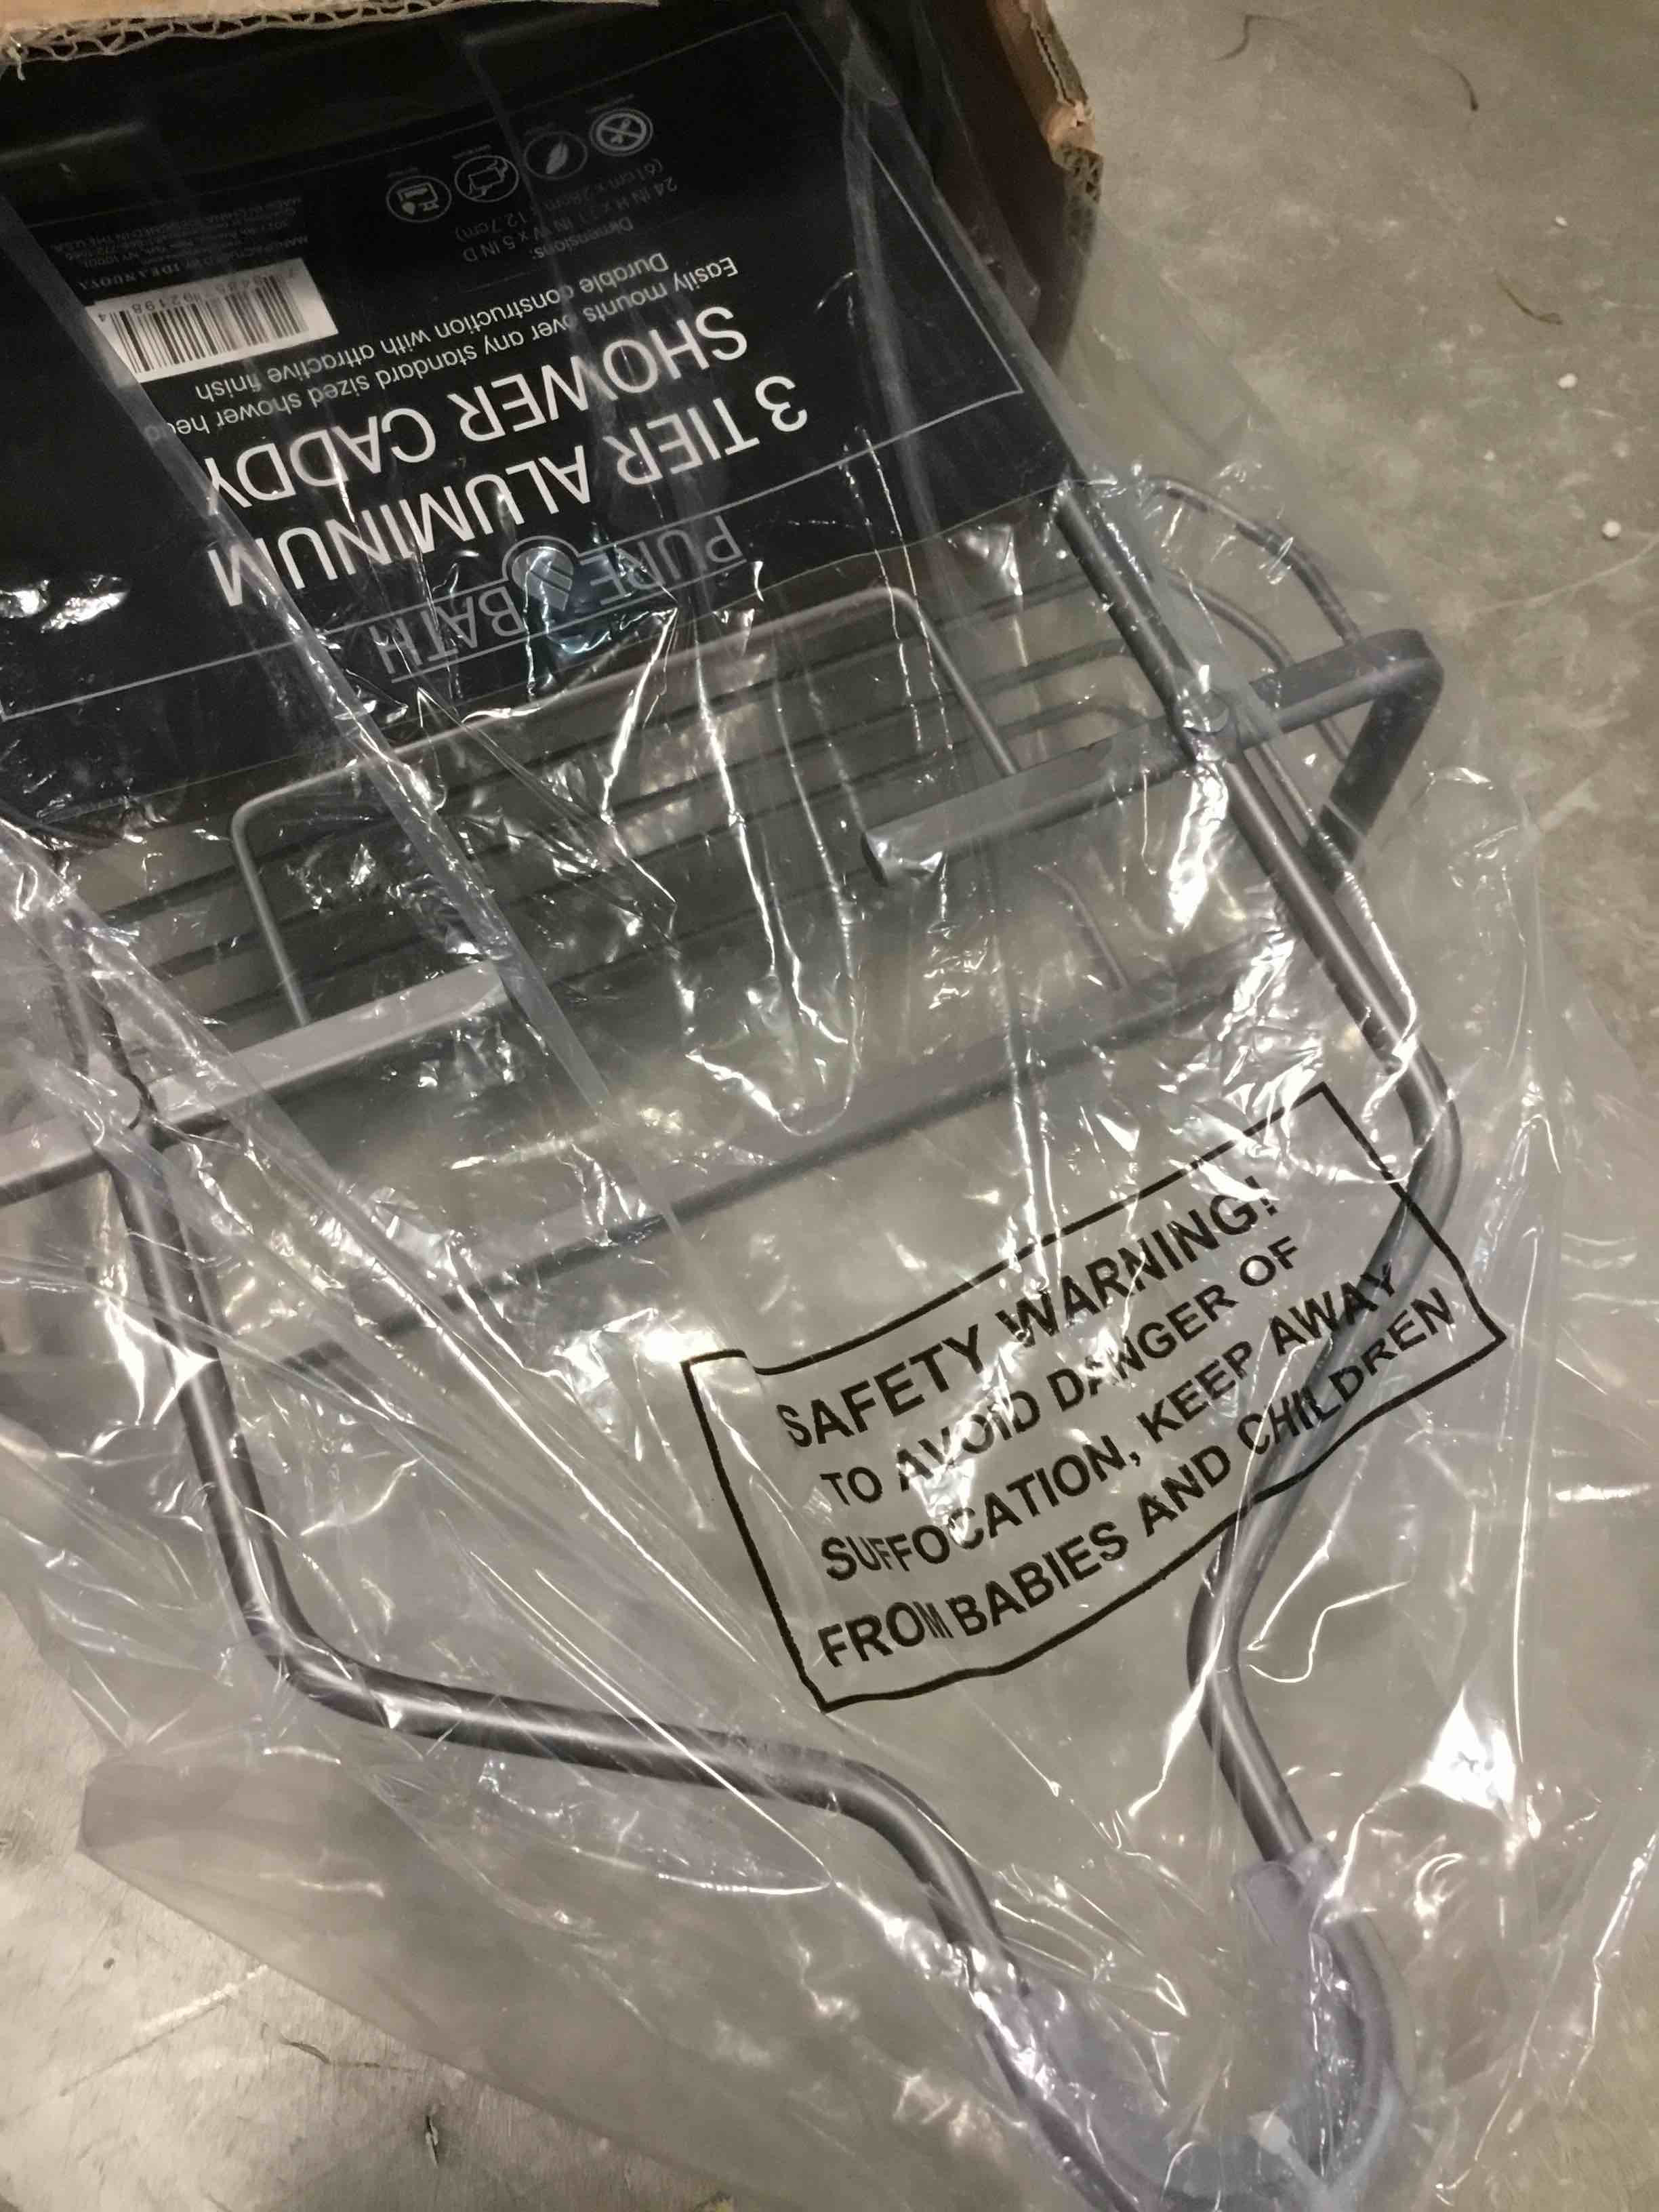 PURE BATH
3 TIER ALUMINUM
SHOWER CADDY
Easily mounts over any standard sized shower head
Durable construction with attractive finish
Dimensions:
24 IN H x 11 IN W x 5 IN D
SAFETY WARNING!
TO AVOID DANGER OF
SUFFOCATION, KEEP AWAY
FROM BABIES AND CHILDREN